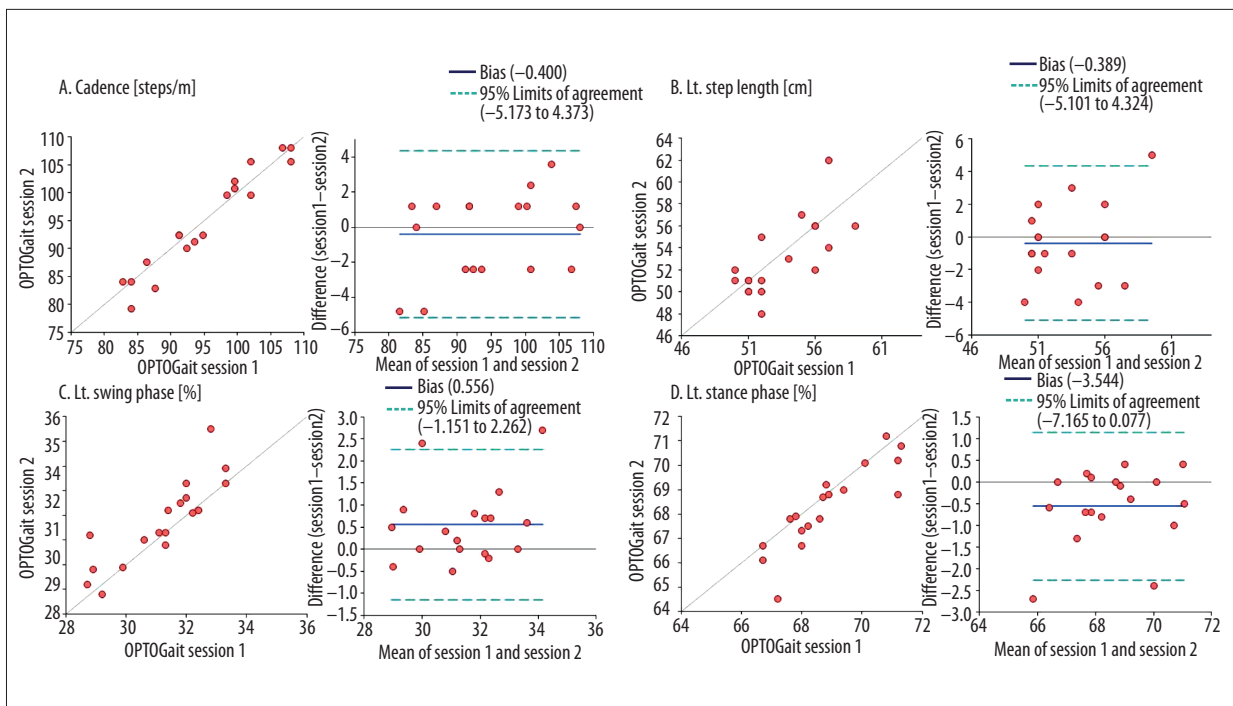 A. Cadence [steps/m]
Bias (−0.400)
95% Limits of agreement
(−5.173 to 4.373)
OPTOGait session 2
110
105
100
95
90
85
80
75
75 80 85 90 95 100 105 110
OPTOGait session 1
Difference (session1−session2)
4
2
0
−2
−4
−6
75 80 85 90 95 100 105 110
Mean of session 1 and session 2
B. Lt. step length [cm]
Bias (−0.389)
95% Limits of agreement
(−5.101 to 4.324)
OPTOGait session 2
64
62
60
58
56
54
52
50
48
46
46 51 56 61
OPTOGait session 1
Difference (session1−session2)
6
4
2
0
−2
−4
−6
46 51 56 61
Mean of session 1 and session 2
C. Lt. swing phase [%]
Bias (0.556)
95% Limits of agreement
(−1.151 to 2.262)
OPTOGait session 2
36
35
34
33
32
31
30
29
28
28 30 32 34 36
OPTOGait session 1
Difference (session1−session2)
3.0
2.5
2.0
1.5
1.0
0.5
0.0
−0.5
−1.0
−1.5
28 30 32 34 36
Mean of session 1 and session 2
D. Lt. stance phase [%]
Bias (−3.544)
95% Limits of agreement
(−7.165 to 0.077)
OPTOGait session 2
72
71
70
69
68
67
66
65
64
64 66 67 68 70 71 72
OPTOGait session 1
Difference (session1−session2)
1.5
1.0
0.5
0.0
−0.5
−1.0
−1.5
−2.0
−2.5
−3.0
64 66 68 70 72
Mean of session 1 and session 2